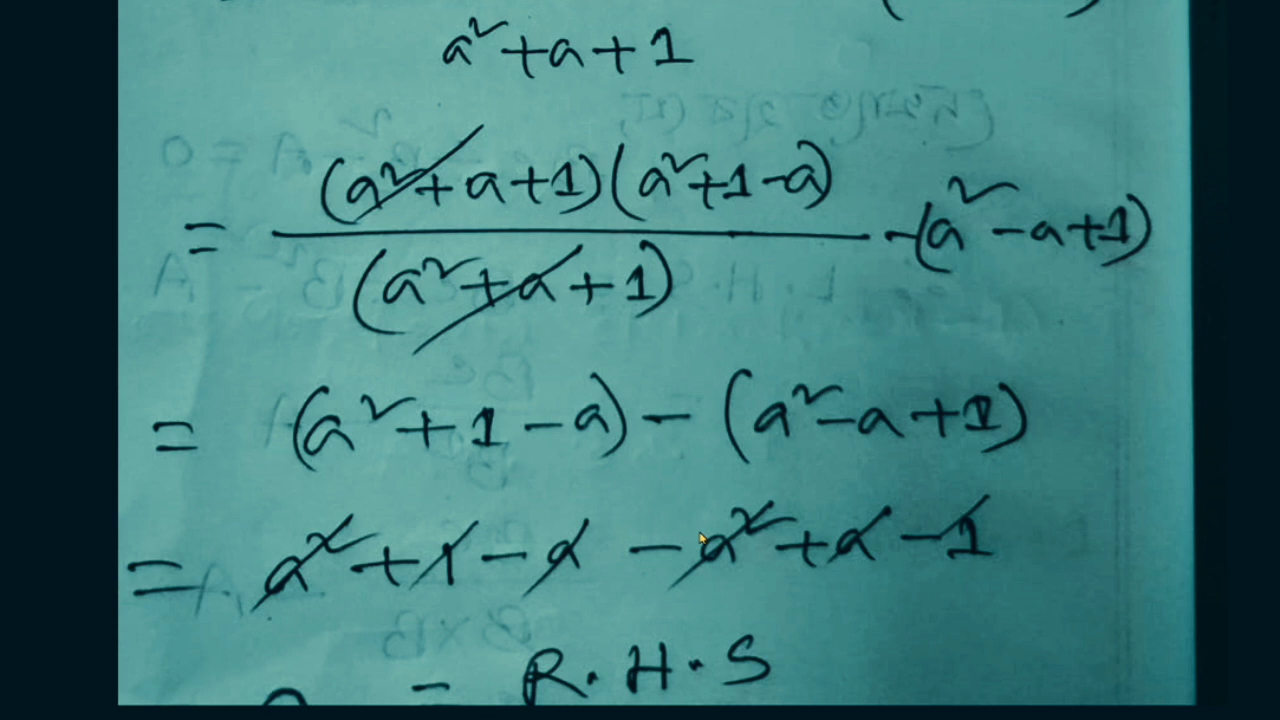 a² + a + 1
= (a² + a + 1)(a² + 1 - a) / (a² + a + 1) - (a² - a + 1)
= (a² + 1 - a) - (a² - a + 1)
= a² + 1 - a - a² + a - 1
= R.H.S